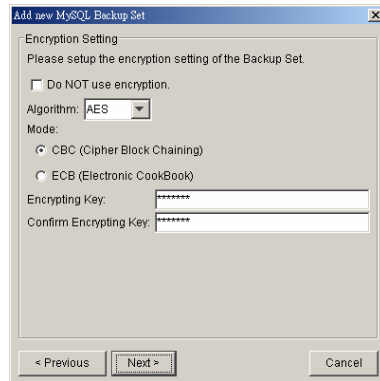 Add new MySQL Backup Set
Encryption Setting
Please setup the encryption setting of the Backup Set.
Do NOT use encryption.
Algorithm: AES
Mode:
CBC (Cipher Block Chaining)
ECB (Electronic CookBook)
Encrypting Key: *******
Confirm Encrypting Key: *******
< Previous Next > Cancel